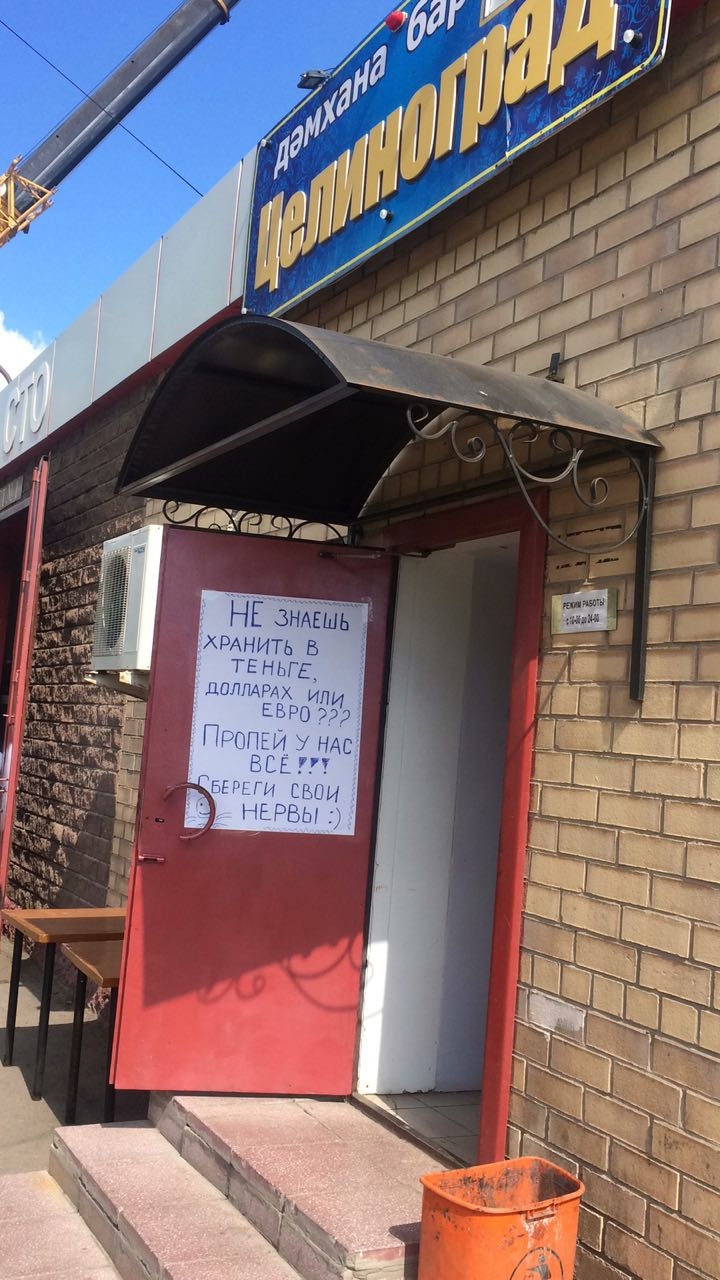 дәмхана бар
Целиноград
СТО
НЕ ЗНАЕШЬ
ХРАНИТЬ В
ТЕНЬГЕ,
ДОЛЛАРАХ ИЛИ
ЕВРО???
ПРОПЕЙ У НАС
ВСЁ!!!
СБЕРЕГИ СВОИ
НЕРВЫ :)
РЕЖИМ РАБОТЫ